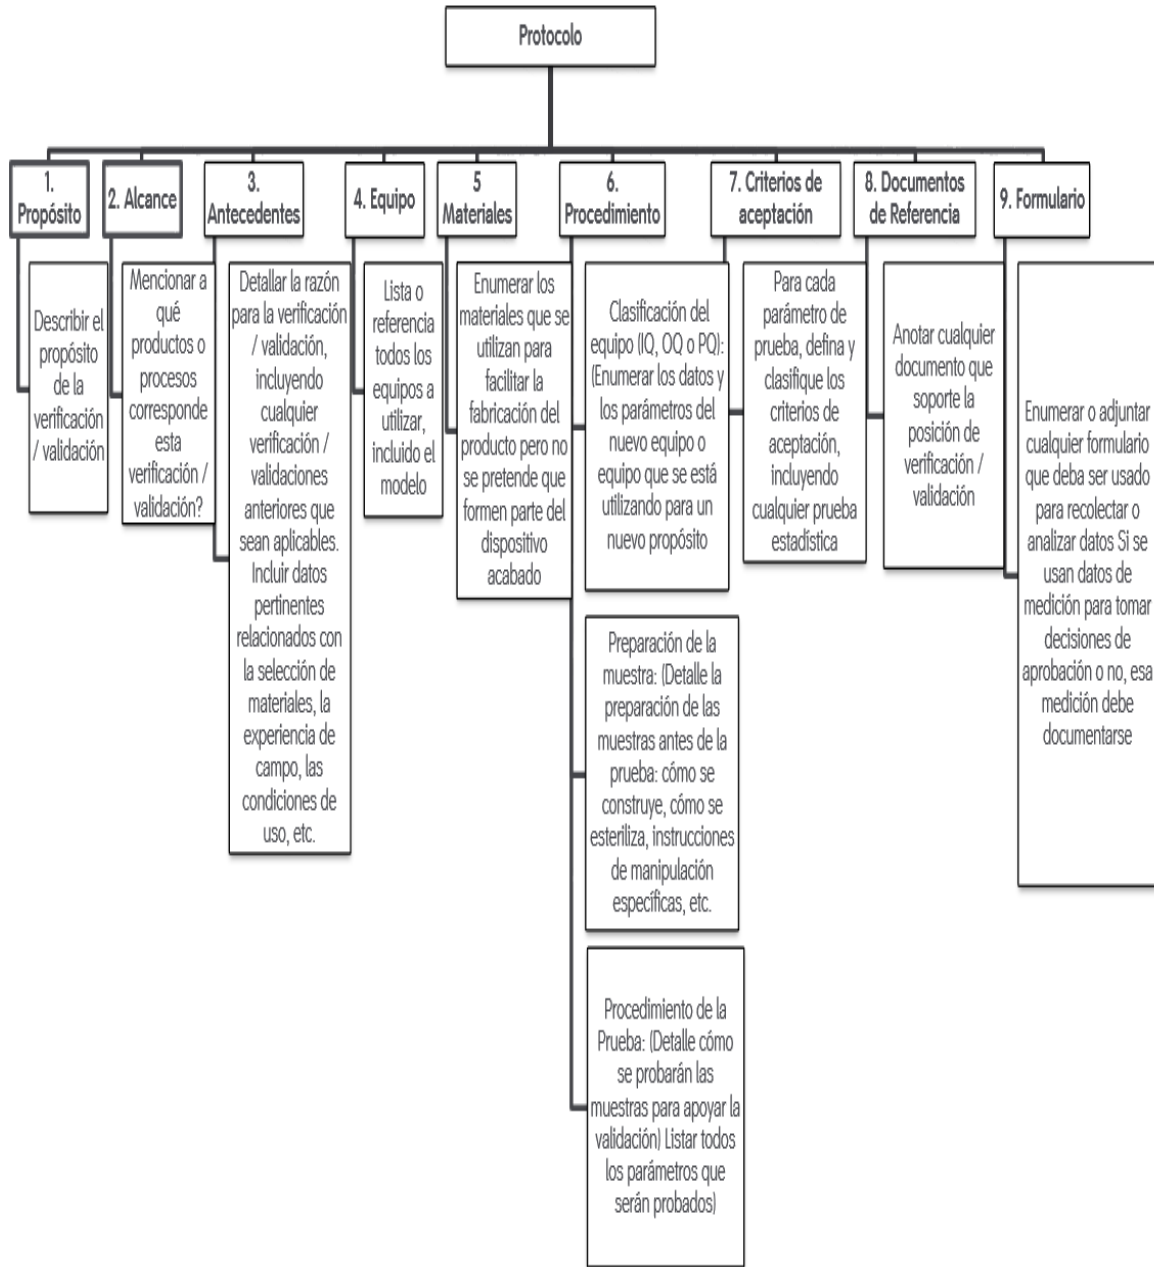 Protocolo
1.
Propósito
2. Alcance
3.
Antecedentes
4. Equipo
5
Materiales
6.
Procedimiento
7. Criterios de
aceptación
8. Documentos
de Referencia
9. Formulario
Describir el
propósito
de la
verificación
/ validación
Mencionar a
qué
productos o
procesos
corresponde
esta
verificación /
validación?
Detallar la razón
para la verificación
/ validación,
incluyendo
cualquier
verificación /
validaciones
anteriores que
sean aplicables.
Incluir datos
pertinentes
relacionados con
la selección de
materiales, la
experiencia de
campo, las
condiciones de
uso, etc.
Lista o
referencia
todos los
equipos a
utilizar,
incluido el
modelo
Enumerar los
materiales que se
utilizan para
facilitar la
fabricación del
producto pero no
se pretende que
formen parte del
dispositivo
acabado
Clasificación del
equipo (IQ, OQ o PQ):
(Enumerar los datos y
los parámetros del
nuevo equipo o
equipo que se está
utilizando para un
nuevo propósito
Preparación de la
muestra: (Detalle la
preparación de las
muestras antes de la
prueba: cómo se
construye, cómo se
esteriliza, instrucciones
de manipulación
específicas, etc.
Procedimiento de la
Prueba: (Detalle cómo
se probarán las
muestras para apoyar la
validación) Listar todos
los parámetros que
serán probados)
Para cada
parámetro de
prueba, defina y
clasifique los
criterios de
aceptación,
incluyendo
cualquier prueba
estadística
Anotar cualquier
documento que
soporte la
posición de
verificación /
validación
Enumerar o adjuntar
cualquier formulario
que deba ser usado
para recolectar o
analizar datos Si se
usan datos de
medición para tomar
decisiones de
aprobación o no, esa
medición debe
documentarse